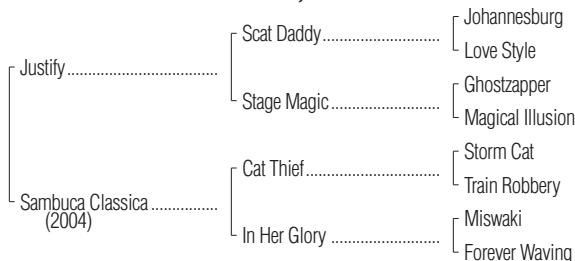 Johannesburg
Scat Daddy
Love Style
Justify
Ghostzapper
Stage Magic
Magical Illusion
Storm Cat
Cat Thief
Train Robbery
Sambuca Classica
(2004)
Miswaki
In Her Glory
Forever Waving